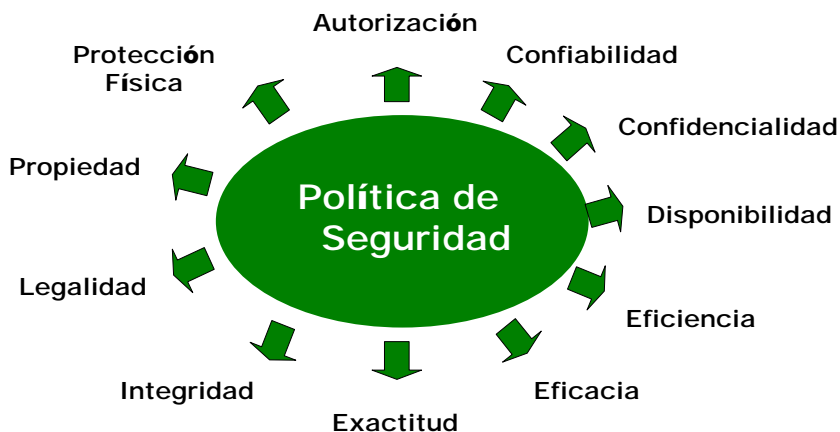 Autorización
Protección
Física
Confiabilidad
Confidencialidad
Propiedad
Política de
Seguridad
Disponibilidad
Legalidad
Eficiencia
Integridad
Eficacia
Exactitud